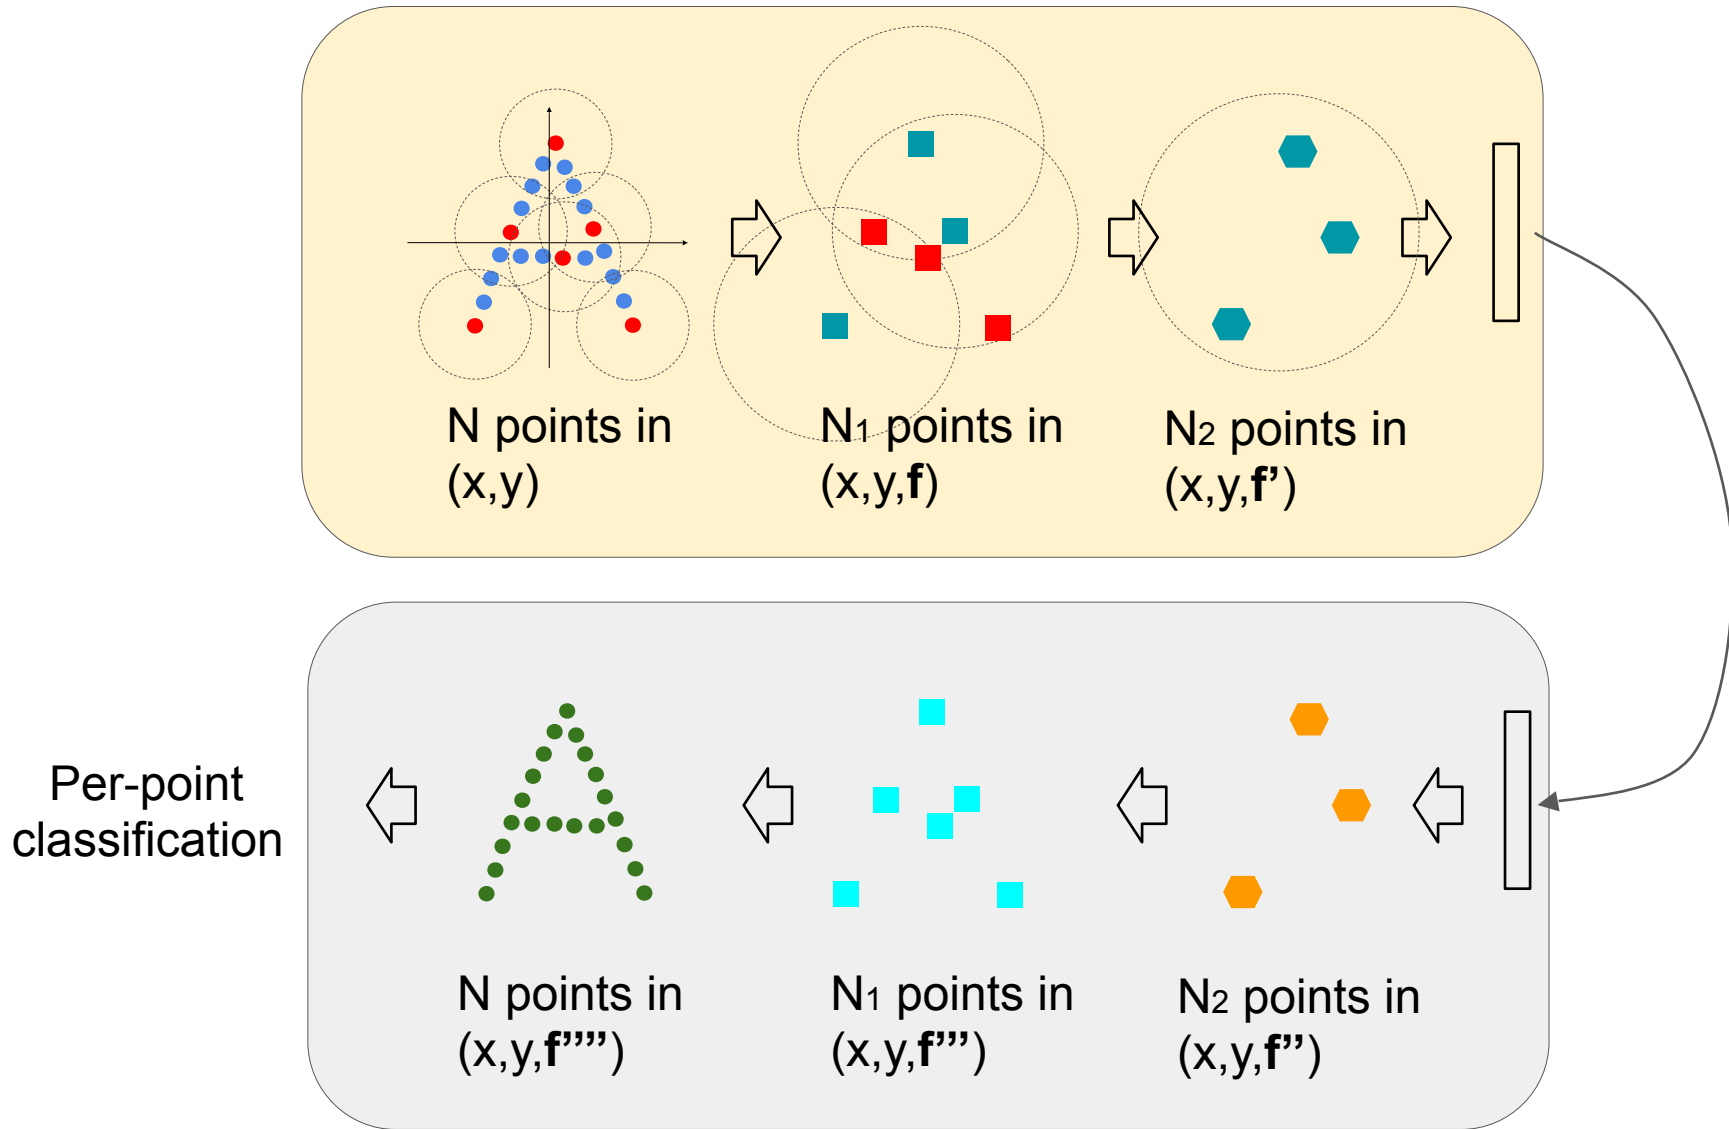 N points in
(x,y)
N1 points in
(x,y,f)
N2 points in
(x,y,f’)
Per-point
classification
N points in
(x,y,f’’’’)
N1 points in
(x,y,f’’’)
N2 points in
(x,y,f’’)